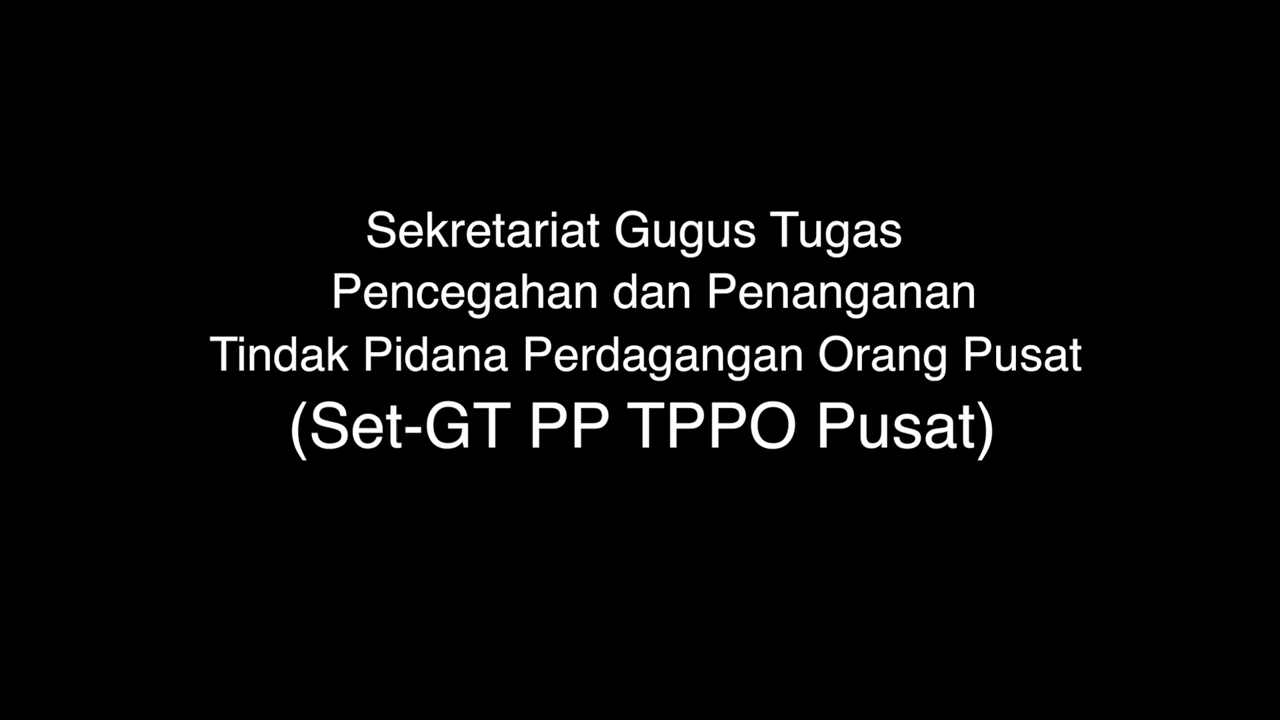 Sekretariat Gugus Tugas
Pencegahan dan Penanganan
Tindak Pidana Perdagangan Orang Pusat
(Set-GT PP TPPO Pusat)